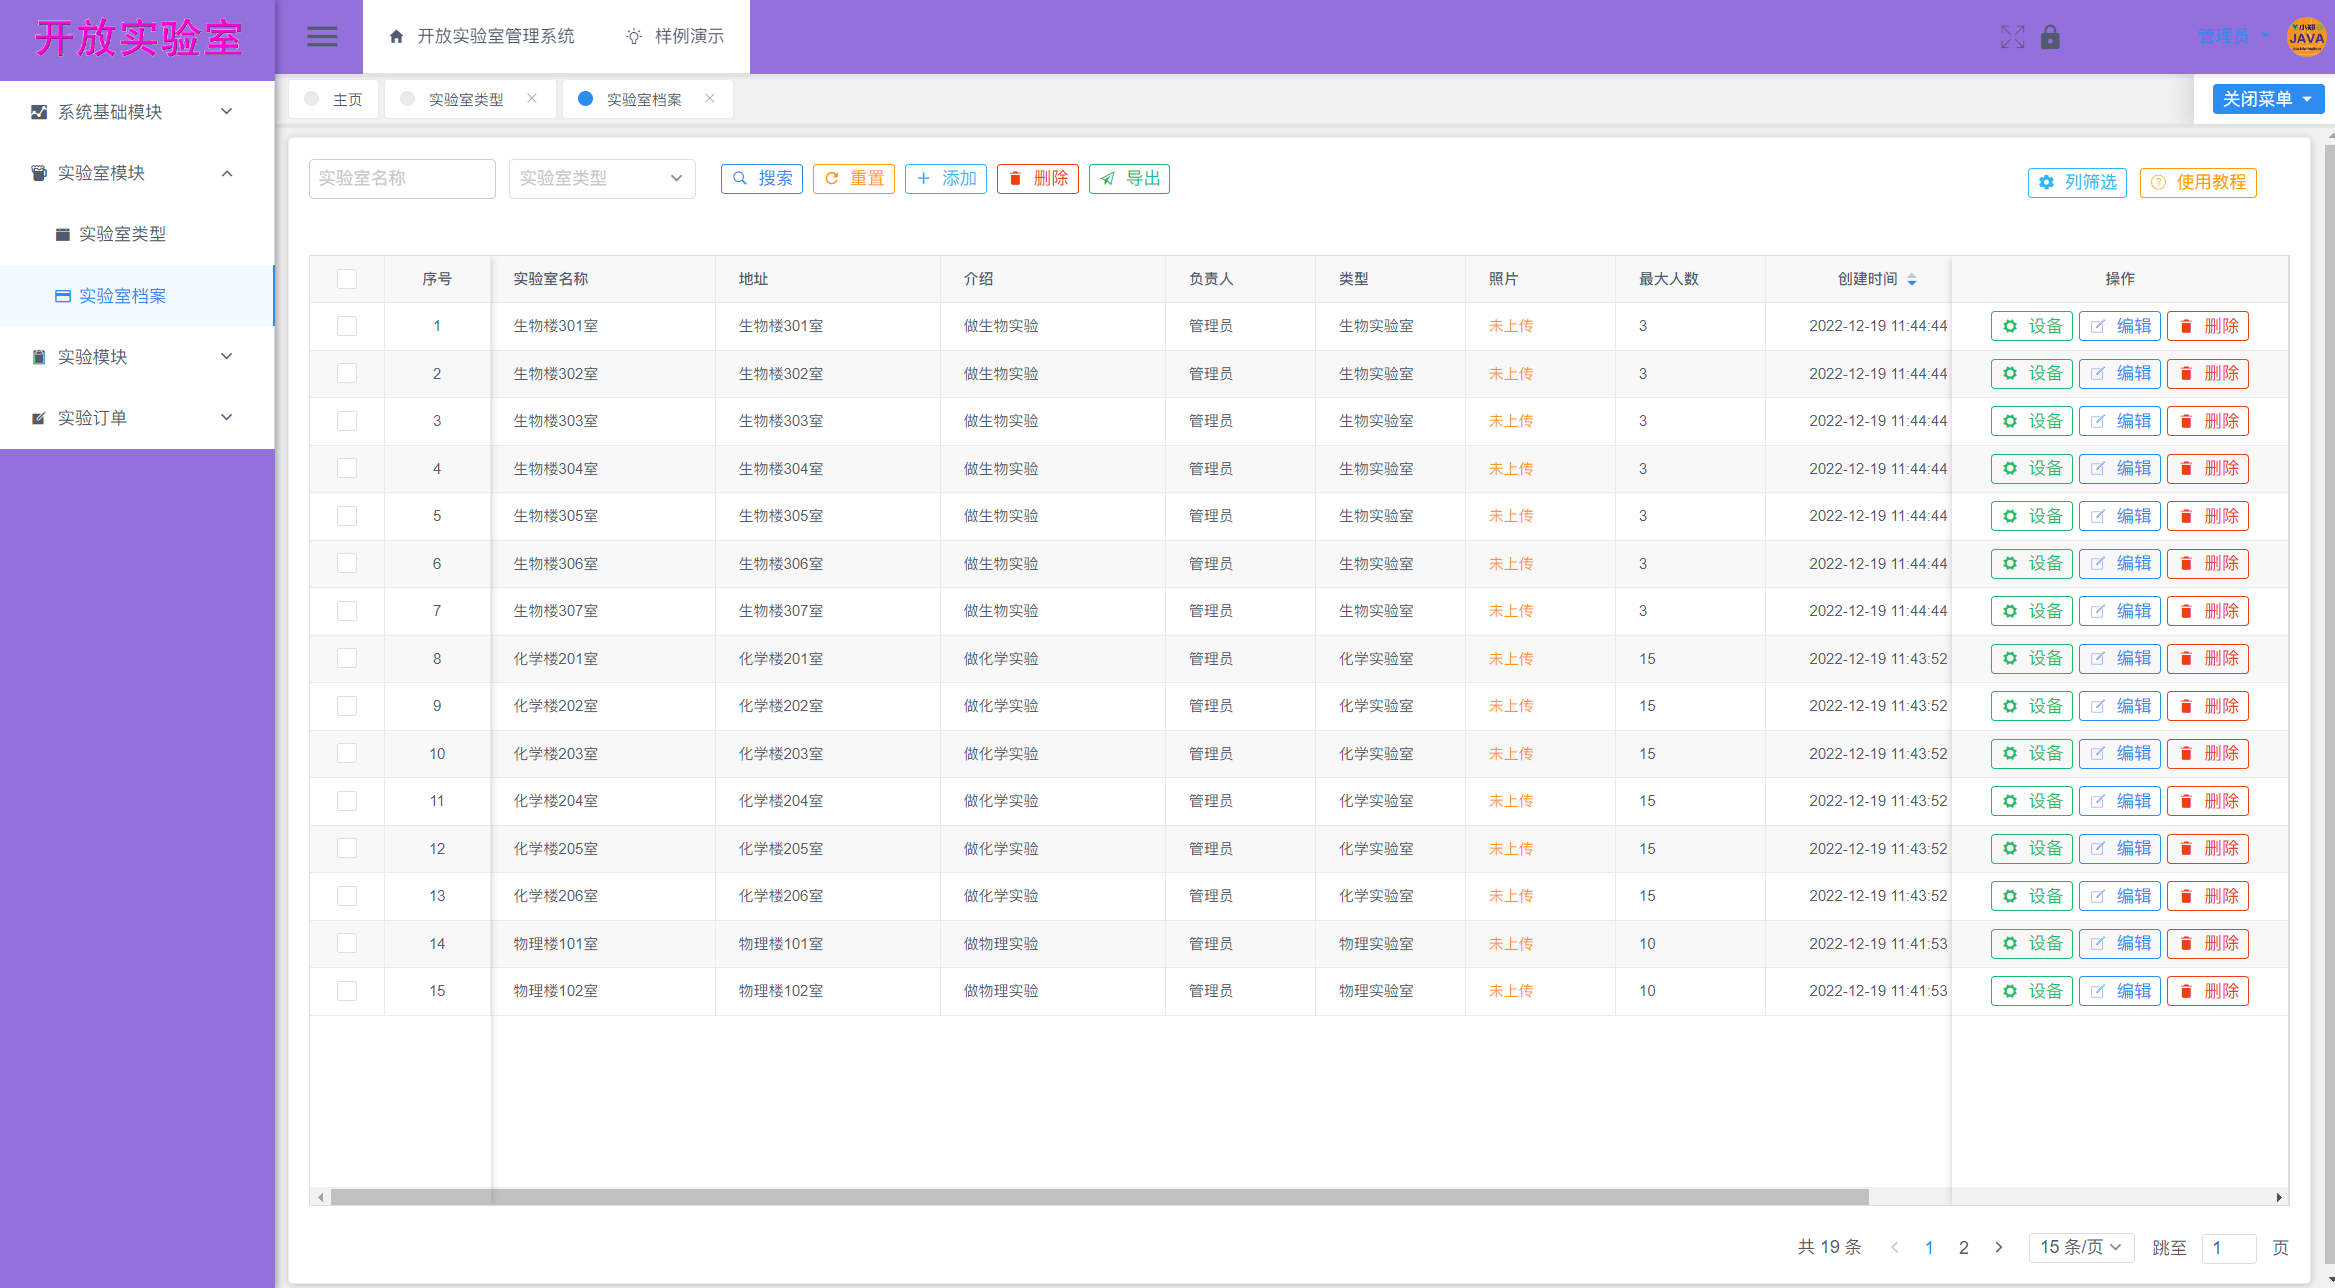 开放实验室
开放实验室管理系统 样例演示
管理员
小郑
JAVA
主页 实验室类型 实验室档案 关闭菜单
系统基础模块
实验室模块
实验室类型
实验室档案
实验模块
实验订单
实验室名称 实验室类型 搜索 重置 添加 删除 导出 列筛选 使用教程
序号 实验室名称 地址 介绍 负责人 类型 照片 最大人数 创建时间 操作
1 生物楼301室 生物楼301室 做生物实验 管理员 生物实验室 未上传 3 2022-12-19 11:44:44 设备 编辑 删除
2 生物楼302室 生物楼302室 做生物实验 管理员 生物实验室 未上传 3 2022-12-19 11:44:44 设备 编辑 删除
3 生物楼303室 生物楼303室 做生物实验 管理员 生物实验室 未上传 3 2022-12-19 11:44:44 设备 编辑 删除
4 生物楼304室 生物楼304室 做生物实验 管理员 生物实验室 未上传 3 2022-12-19 11:44:44 设备 编辑 删除
5 生物楼305室 生物楼305室 做生物实验 管理员 生物实验室 未上传 3 2022-12-19 11:44:44 设备 编辑 删除
6 生物楼306室 生物楼306室 做生物实验 管理员 生物实验室 未上传 3 2022-12-19 11:44:44 设备 编辑 删除
7 生物楼307室 生物楼307室 做生物实验 管理员 生物实验室 未上传 3 2022-12-19 11:44:44 设备 编辑 删除
8 化学楼201室 化学楼201室 做化学实验 管理员 化学实验室 未上传 15 2022-12-19 11:43:52 设备 编辑 删除
9 化学楼202室 化学楼202室 做化学实验 管理员 化学实验室 未上传 15 2022-12-19 11:43:52 设备 编辑 删除
10 化学楼203室 化学楼203室 做化学实验 管理员 化学实验室 未上传 15 2022-12-19 11:43:52 设备 编辑 删除
11 化学楼204室 化学楼204室 做化学实验 管理员 化学实验室 未上传 15 2022-12-19 11:43:52 设备 编辑 删除
12 化学楼205室 化学楼205室 做化学实验 管理员 化学实验室 未上传 15 2022-12-19 11:43:52 设备 编辑 删除
13 化学楼206室 化学楼206室 做化学实验 管理员 化学实验室 未上传 15 2022-12-19 11:43:52 设备 编辑 删除
14 物理楼101室 物理楼101室 做物理实验 管理员 物理实验室 未上传 10 2022-12-19 11:41:53 设备 编辑 删除
15 物理楼102室 物理楼102室 做物理实验 管理员 物理实验室 未上传 10 2022-12-19 11:41:53 设备 编辑 删除
共 19 条 1 2 15 条/页 跳至 1 页